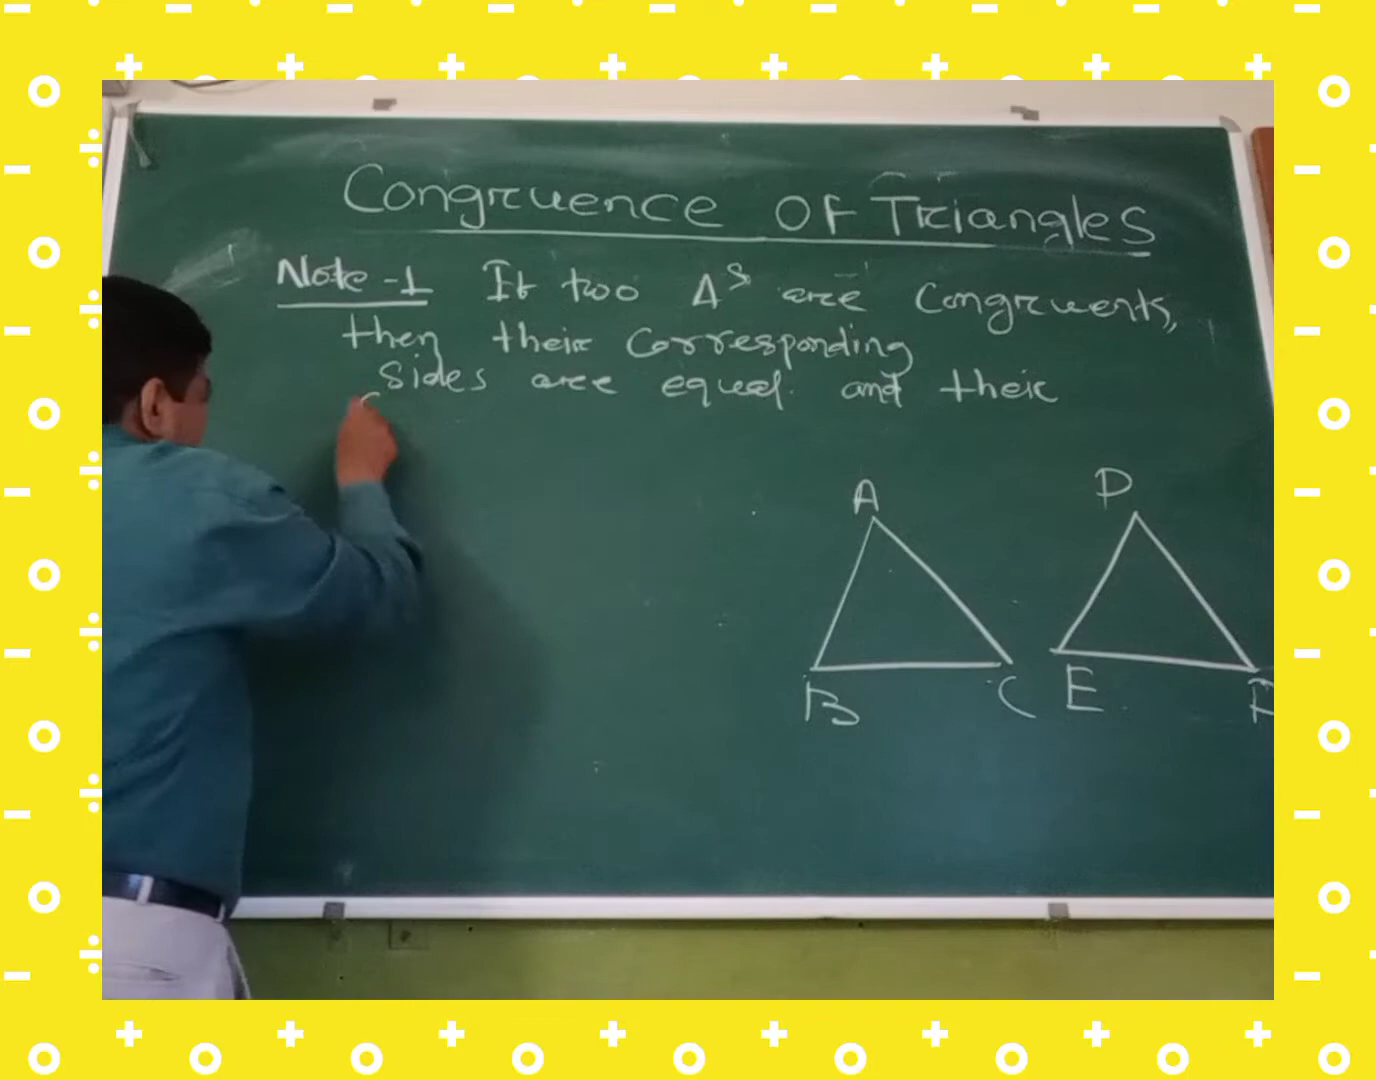 Congruence OF Triangles
Note-1 If two Δs are Congruents,
then their Corresponding
sides are equal. and their
A
D
B
C
E
F